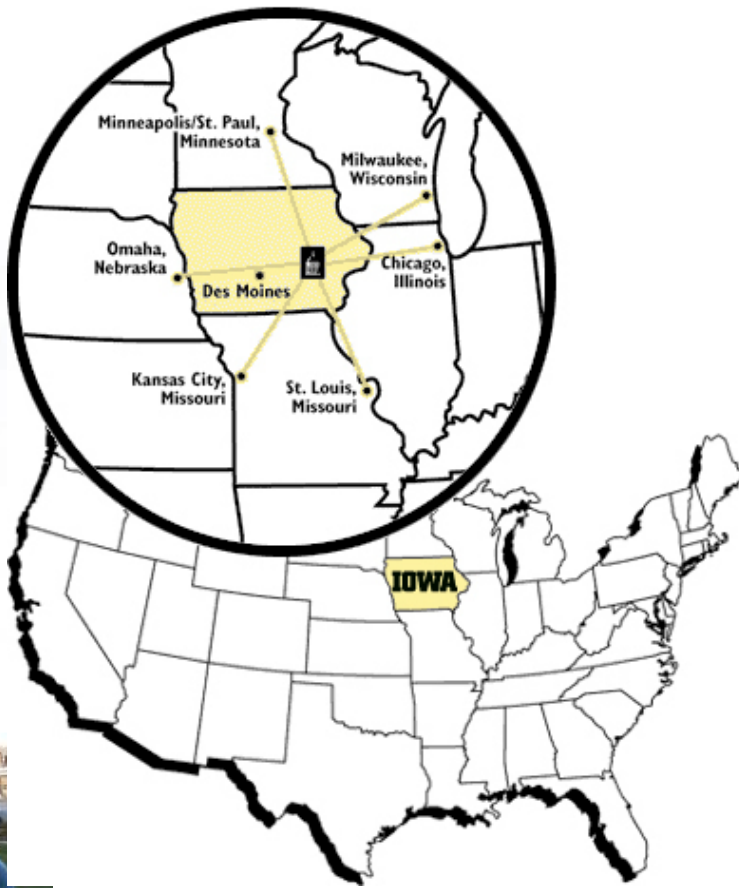 Minneapolis/St. Paul,
Minnesota
Milwaukee,
Wisconsin
Omaha,
Nebraska
Des Moines
Chicago,
Illinois
Kansas City,
Missouri
St. Louis,
Missouri
IOWA